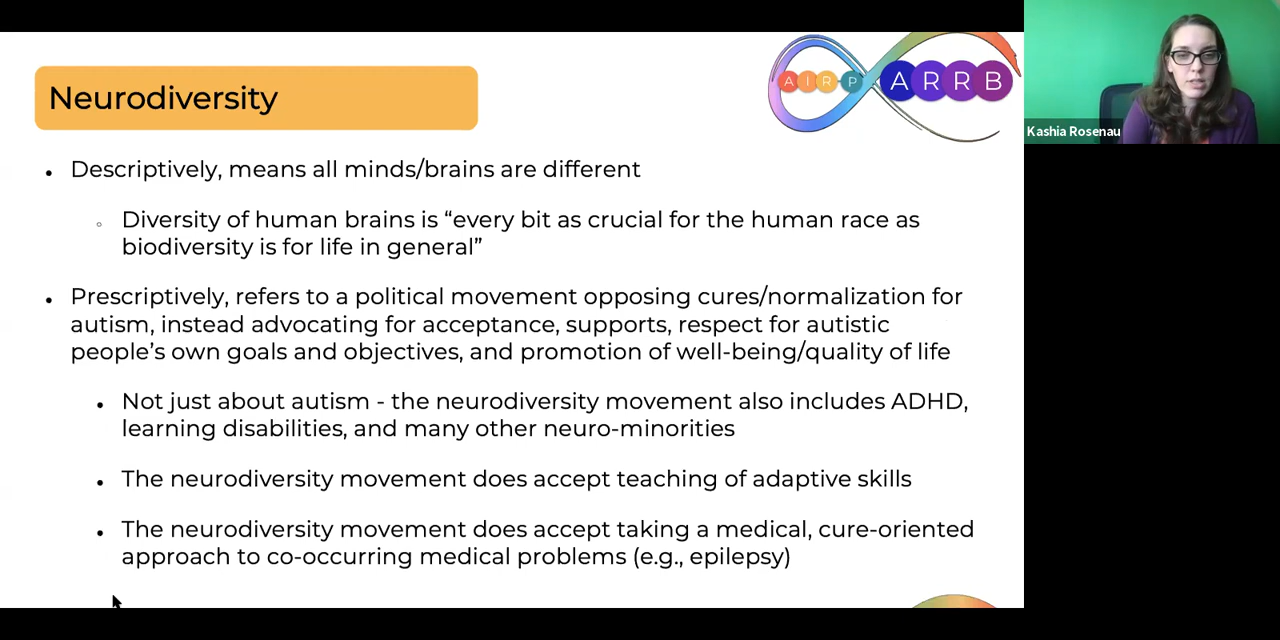 Neurodiversity
A I R P ARRB
Kashia Rosenau
• Descriptively, means all minds/brains are different
◦ Diversity of human brains is “every bit as crucial for the human race as
biodiversity is for life in general”
• Prescriptively, refers to a political movement opposing cures/normalization for
autism, instead advocating for acceptance, supports, respect for autistic
people’s own goals and objectives, and promotion of well-being/quality of life
• Not just about autism - the neurodiversity movement also includes ADHD,
learning disabilities, and many other neuro-minorities
• The neurodiversity movement does accept teaching of adaptive skills
• The neurodiversity movement does accept taking a medical, cure-oriented
approach to co-occurring medical problems (e.g., epilepsy)